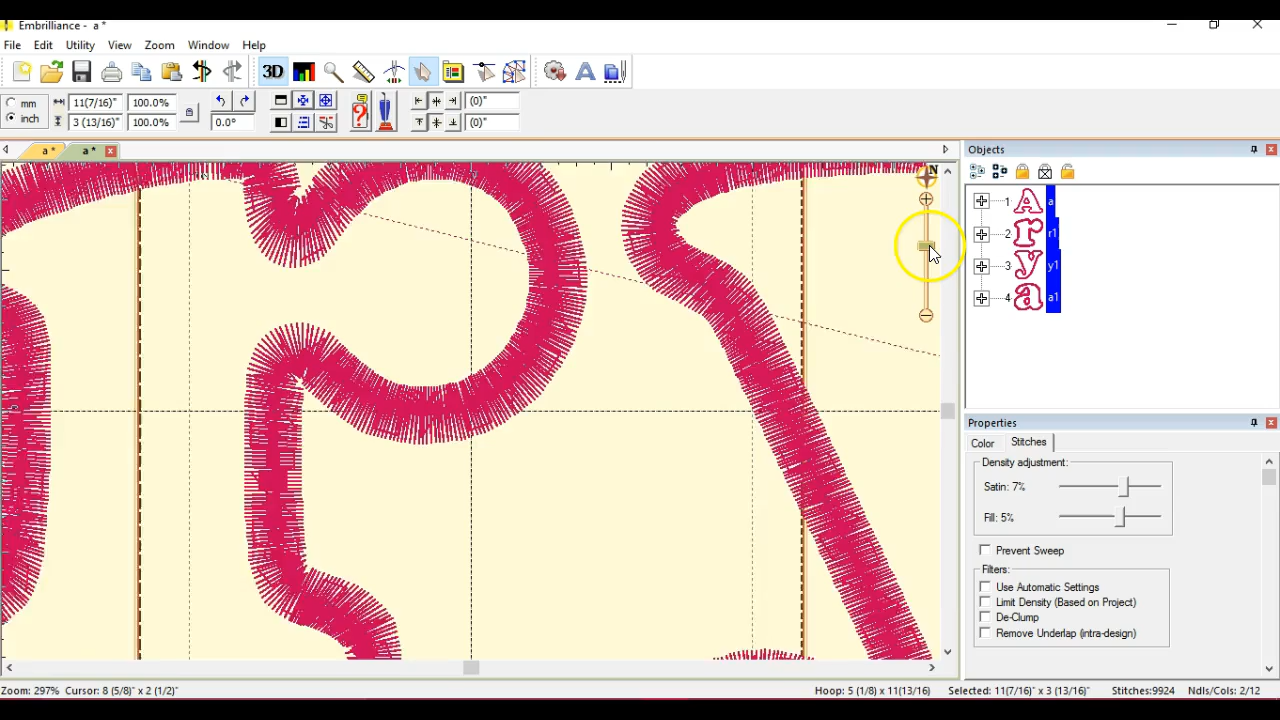 Embrilliance - a *
File Edit Utility View Zoom Window Help
3D
mm 11(7/16)" 100.0%
inch 3 (13/16)" 100.0% 0.0° ?
(0)"
(0)"
a * a *
Objects
N
1 A a
2 r r1
3 y y1
4 a a1
Properties
Color Stitches
Density adjustment:
Satin: 7%
Fill: 5%
Prevent Sweep
Filters:
Use Automatic Settings
Limit Density (Based on Project)
De-Clump
Remove Underlap (intra-design)
Zoom: 297% Cursor: 8 (5/8)" x 2 (1/2)" Hoop: 5 (1/8) x 11(13/16) Selected: 11(7/16)" x 3 (13/16)" Stitches:9924 Ndls/Cols: 2/12